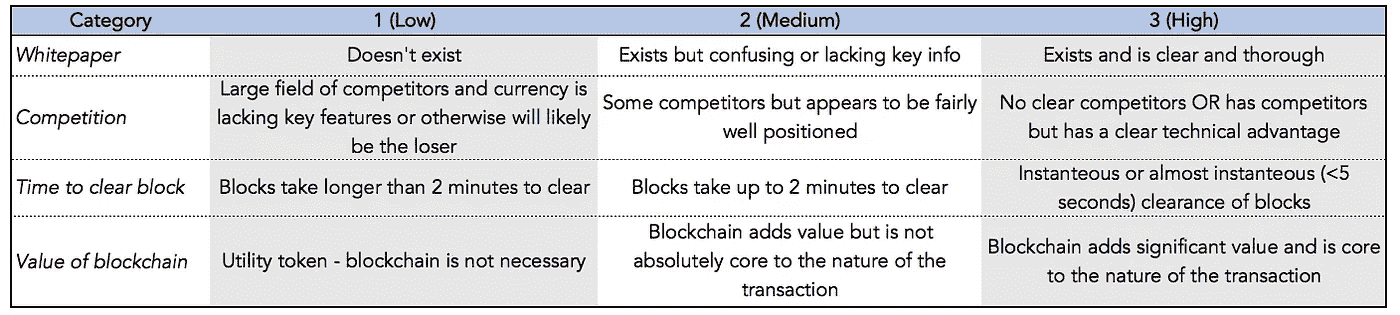 Category 1 (Low) 2 (Medium) 3 (High)
Whitepaper Doesn't exist Exists but confusing or lacking key info Exists and is clear and thorough
Competition
Large field of competitors and currency is
lacking key features or otherwise will likely
be the loser
Some competitors but appears to be fairly
well positioned
No clear competitors OR has competitors
but has a clear technical advantage
Time to clear block Blocks take longer than 2 minutes to clear Blocks take up to 2 minutes to clear
Instanteous or almost instanteous (<5
seconds) clearance of blocks
Value of blockchain Utility token - blockchain is not necessary
Blockchain adds value but is not
absolutely core to the nature of the
transaction
Blockchain adds significant value and is core
to the nature of the transaction